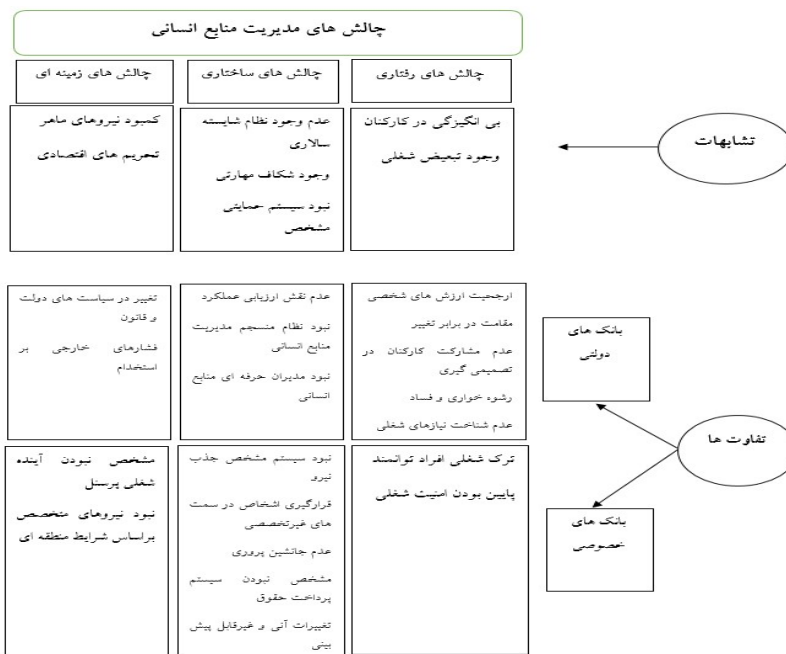 چالش های مدیریت منابع انسانی
چالش های رفتاری
چالش های ساختاری
چالش های زمینه ای
تشابهات
بی انگیزگی در کارکنان
وجود تبعیض شغلی
عدم وجود نظام شایسته
سالاری
وجود شکاف مهارتی
نبود سیستم حمایتی
مشخص
کمبود نیروهای ماهر
تحریم های اقتصادی
تفاوت ها
بانک های
دولتی
ارجحیت ارزش های شخصی
مقامت در برابر تغییر
عدم مشارکت کارکنان در
تصمیمی گیری
رشوه خواری و فساد
عدم شناخت نیازهای شغلی
عدم نقش ارزیابی عملکرد
نبود نظام منسجم مدیریت
منابع انسانی
نبود مدیران حرفه ای منابع
انسانی
تغییر در سیاست های دولت
و قانون
فشارهای خارجی بر
استخدام
بانک های
خصوصی
ترک شغلی افراد توانمند
پایین بودن امنیت شغلی
نبود سیستم مشخص جذب
نیرو
قرارگیری اشخاص در سمت
های غیرتخصصی
عدم جانشین پروری
مشخص نبودن سیستم
پرداخت حقوق
تغییرات آنی و غیرقابل پیش
بینی
مشخص نبودن آینده
شغلی پرسنل
نبود نیروهای متخصص
براساس شرایط منطقه ای